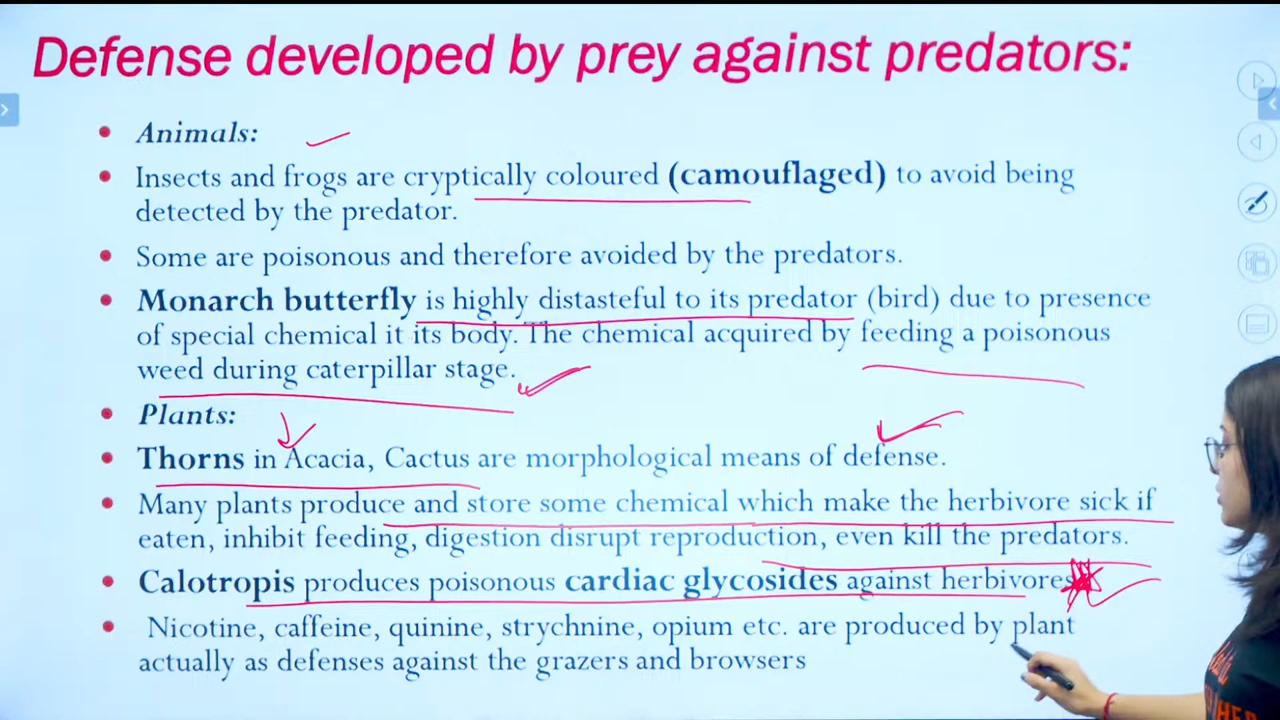 Defense developed by prey against predators:
• Animals:
• Insects and frogs are cryptically coloured (camouflaged) to avoid being
detected by the predator.
• Some are poisonous and therefore avoided by the predators.
• Monarch butterfly is highly distasteful to its predator (bird) due to presence
of special chemical it its body. The chemical acquired by feeding a poisonous
weed during caterpillar stage.
• Plants:
• Thorns in Acacia, Cactus are morphological means of defense.
• Many plants produce and store some chemical which make the herbivore sick if
eaten, inhibit feeding, digestion disrupt reproduction, even kill the predators.
• Calotropis produces poisonous cardiac glycosides against herbivores
• Nicotine, caffeine, quinine, strychnine, opium etc. are produced by plant
actually as defenses against the grazers and browsers